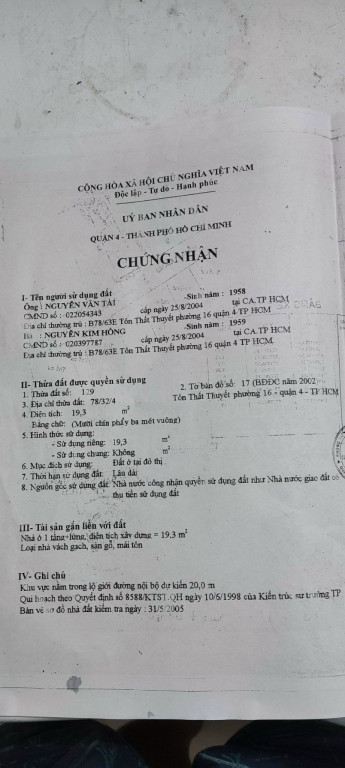 CỘNG HÒA XÃ HỘI CHỦ NGHĨA VIỆT NAM
Độc lập - Tự do - Hạnh phúc
UỶ BAN NHÂN DÂN
QUẬN 4 - THÀNH PHỐ HỒ CHÍ MINH
CHỨNG NHẬN
I- Tên người sử dụng đất
Ông : NGUYỄN VĂN TÀI -Sinh năm : 1958
CMND số : 022054343 cấp ngày 25/8/2004 tại CA.TP HCM
Địa chỉ thường trú : B78/63E Tôn Thất Thuyết phường 16 quận 4 TP HCM
Bà : NGUYỄN KIM HỒNG -Sinh năm : 1959
CMND số : 020397787 cấp ngày 25/8/2004 tại CA.TP HCM
Địa chỉ thường trú : B78/63E Tôn Thất Thuyết phường 16 quận 4 TP HCM
II- Thửa đất được quyền sử dụng
1. Thửa đất số: 129 2. Tờ bản đồ số: 17 (BĐĐC năm 2002)
3. Địa chỉ thửa đất: 78/32/4 Tôn Thất Thuyết phường 16 - quận 4 - TP HCM
4. Diện tích: 19,3 m²
Bằng chữ: (Mười chín phẩy ba mét vuông)
5. Hình thức sử dụng:
- Sử dụng riêng: 19,3 m²
- Sử dụng chung: Không m²
6. Mục đích sử dụng: Đất ở tại đô thị
7. Thời hạn sử dụng đất: Lâu dài
8. Nguồn gốc sử dụng đất: Nhà nước công nhận quyền sử dụng đất như Nhà nước giao đất có
thu tiền sử dụng đất
III- Tài sản gắn liền với đất
Nhà ở 1 tầng+lửng, diện tích xây dựng = 19,3 m²
Loại nhà vách gạch, sàn gỗ, mái tôn
IV- Ghi chú
Khu vực nằm trong lộ giới đường nội bộ dự kiến 20,0 m
Qui hoạch theo Quyết định số 8588/KTST.QH ngày 10/6/1998 của Kiến trúc sư trưởng TP
Bản vẽ sơ đồ nhà đất kiểm tra ngày : 31/5/2005